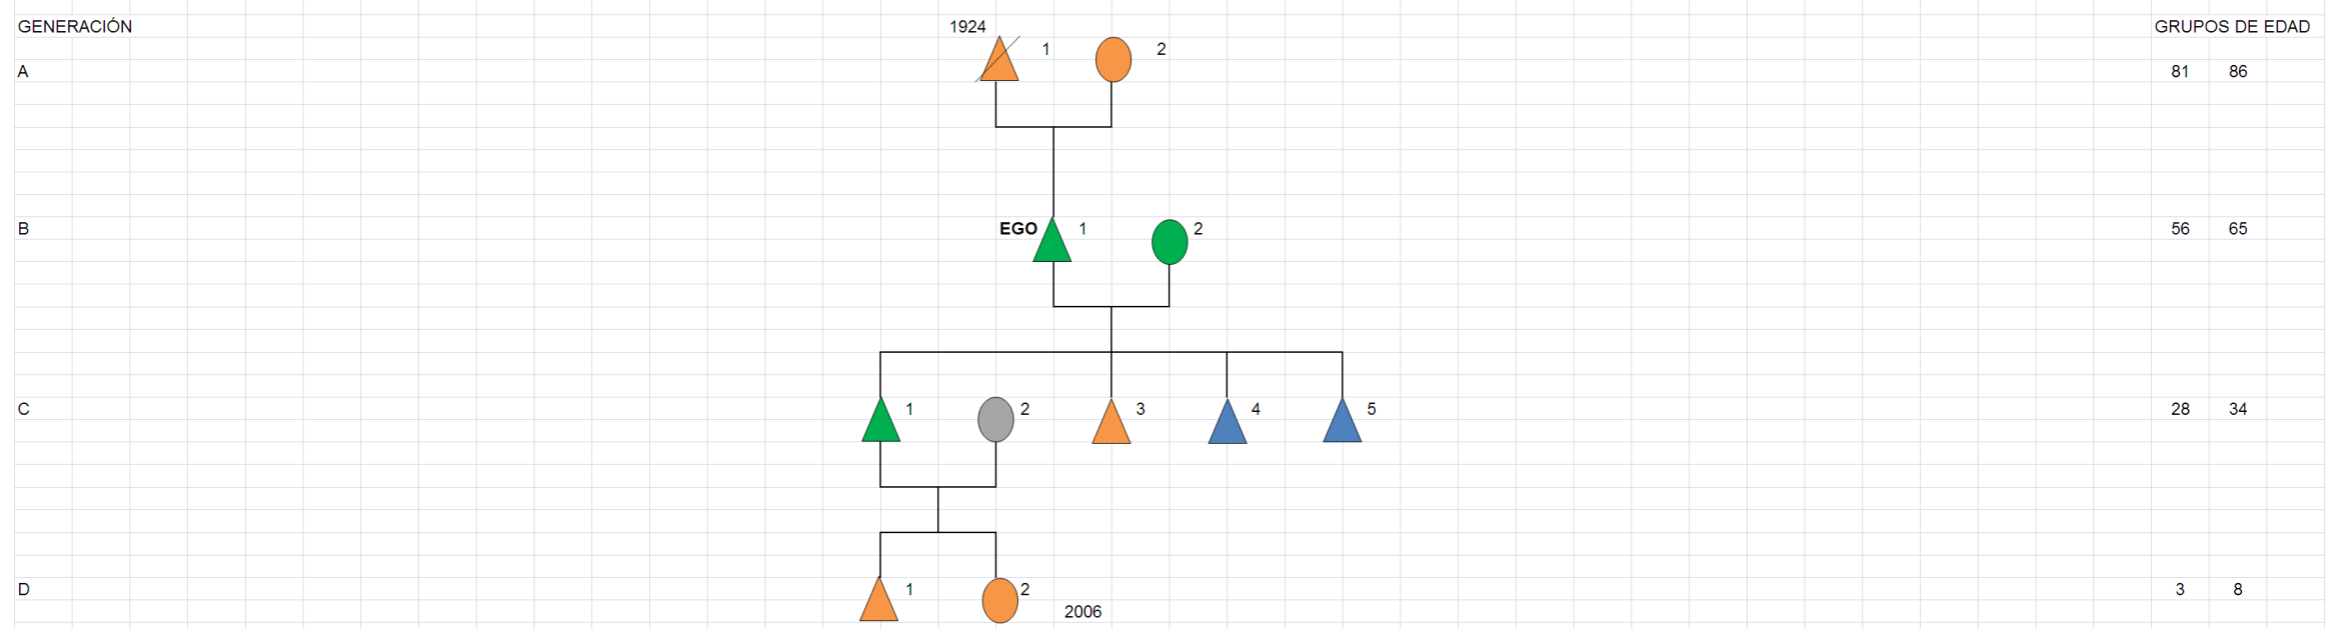 GENERACIÓN 1924 GRUPOS DE EDAD
A 1 2 81 86
B EGO 1 2 56 65
C 1 2 3 4 5 28 34
D 1 2 3 8
2006